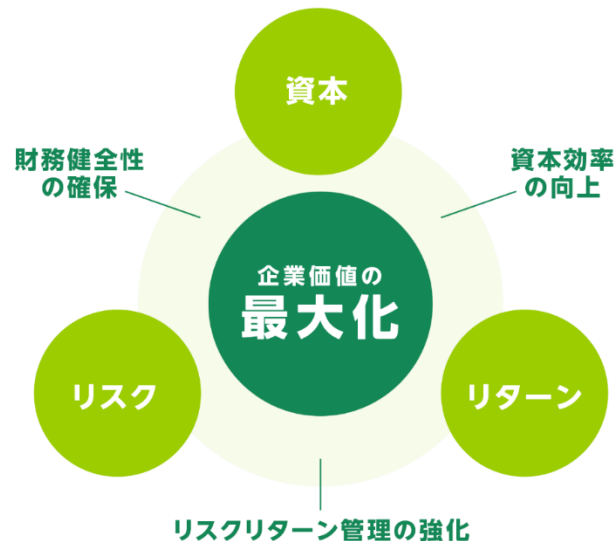 資本
財務健全性
の確保
資本効率
の向上
企業価値の
最大化
リスク
リターン
リスクリターン管理の強化